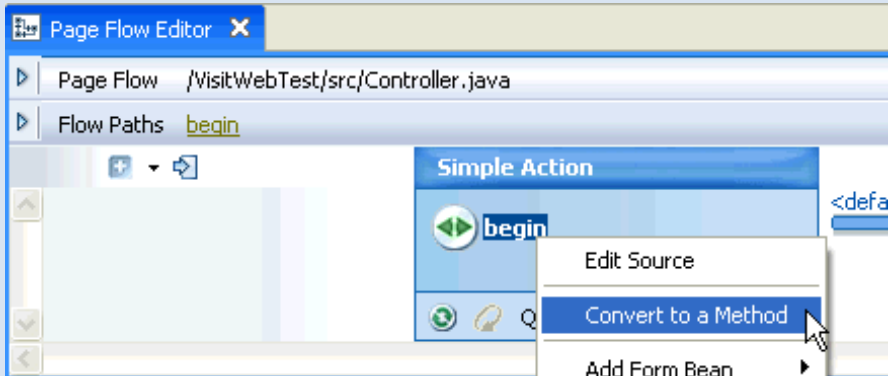 Page Flow Editor
Page Flow /VisitWebTest/src/Controller.java
Flow Paths begin
Simple Action
<defa
begin
Edit Source
Q
Convert to a Method
Add Form Bean